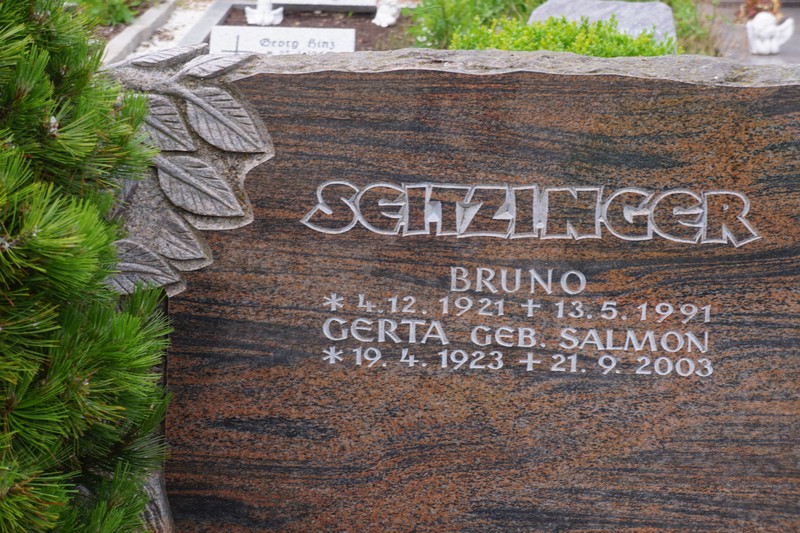 Georg Hinz
SEITZINGER
BRUNO
* 4. 12. 1921 + 13. 5. 1991
GERTA GEB. SALMON
* 19. 4. 1923 + 21. 9. 2003